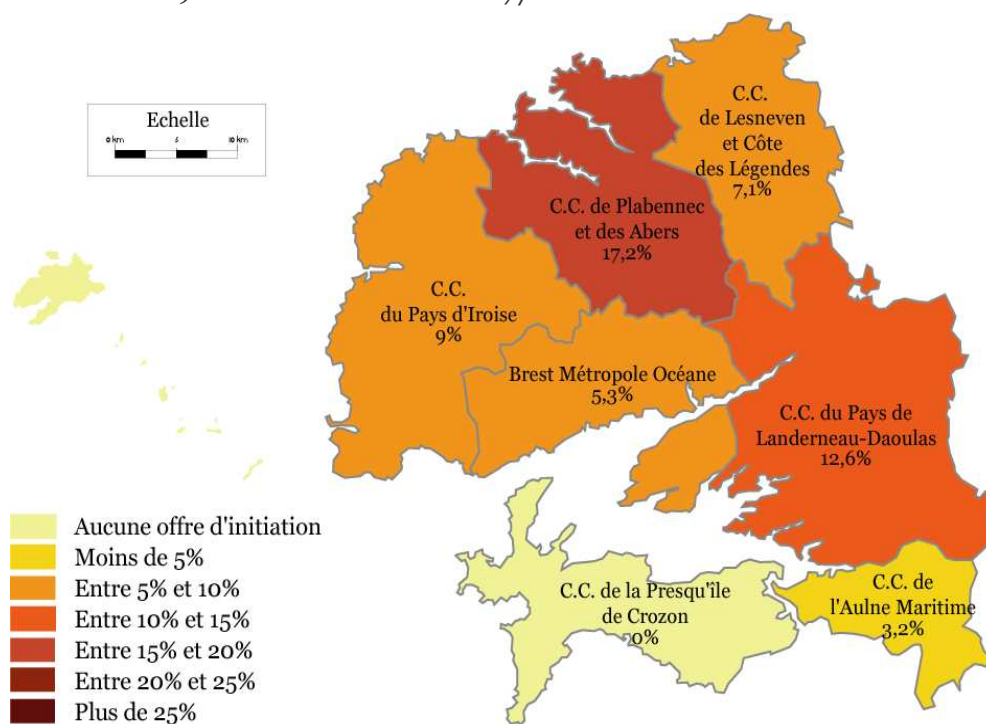 Echelle
0 km 5 10 km
C.C.
de Lesneven
et Côte
des Légendes
7,1%
C.C. de Plabennec
et des Abers
17,2%
C.C.
du Pays d'Iroise
9%
Brest Métropole Océane
5,3%
C.C. du Pays de
Landerneau-Daoulas
12,6%
C.C. de la Presqu'île
de Crozon
0%
C.C. de
l'Aulne Maritime
3,2%
Aucune offre d'initiation
Moins de 5%
Entre 5% et 10%
Entre 10% et 15%
Entre 15% et 20%
Entre 20% et 25%
Plus de 25%